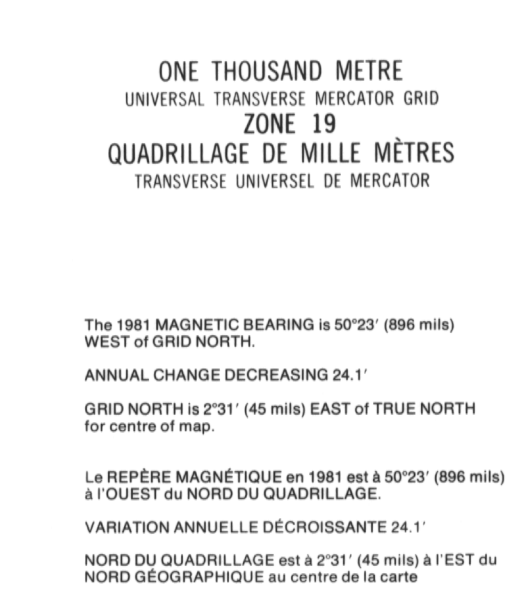 ONE THOUSAND METRE
UNIVERSAL TRANSVERSE MERCATOR GRID
ZONE 19
QUADRILLAGE DE MILLE MÈTRES
TRANSVERSE UNIVERSEL DE MERCATOR
The 1981 MAGNETIC BEARING is 50°23′ (896 mils)
WEST of GRID NORTH.
ANNUAL CHANGE DECREASING 24.1′
GRID NORTH is 2°31′ (45 mils) EAST of TRUE NORTH
for centre of map.
Le REPÈRE MAGNÉTIQUE en 1981 est à 50°23′ (896 mils)
à l'OUEST du NORD DU QUADRILLAGE.
VARIATION ANNUELLE DÉCROISSANTE 24.1′
NORD DU QUADRILLAGE est à 2°31′ (45 mils) à l'EST du
NORD GÉOGRAPHIQUE au centre de la carte